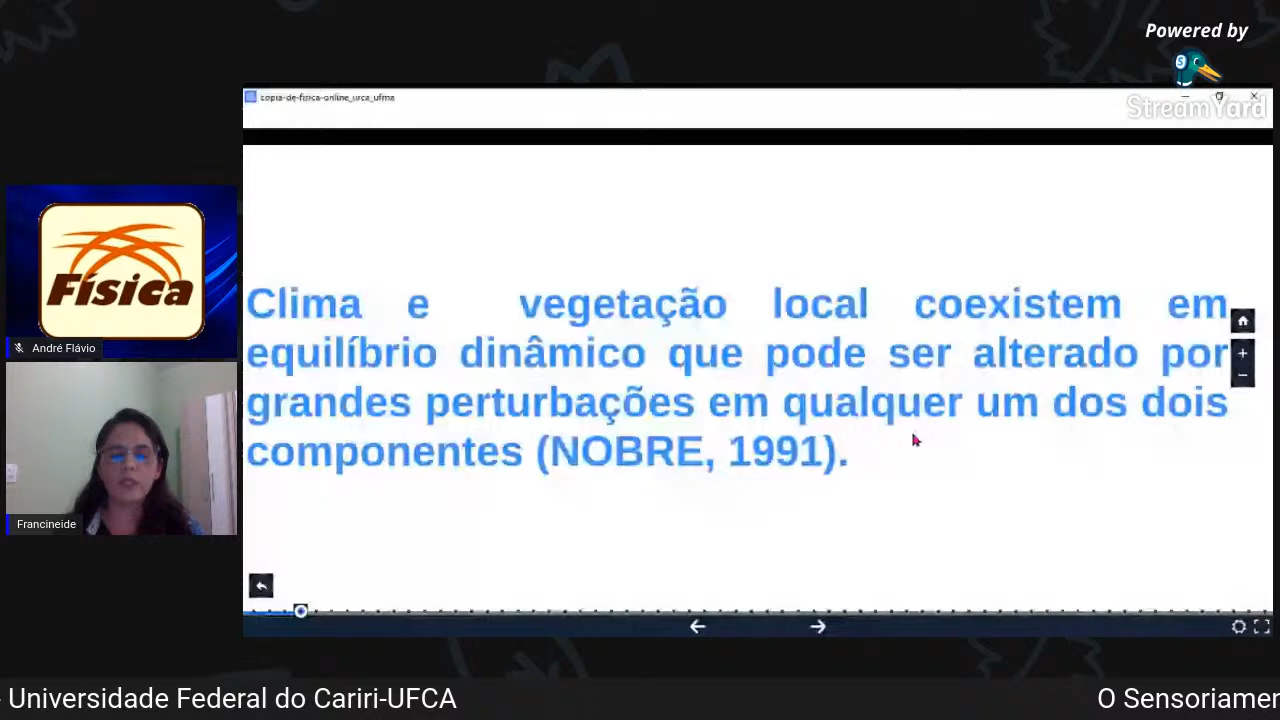 Powered by
StreamYard
copia-de-fisica-online_urca_ufma
Física
André Flávio
Francineide
Clima e vegetação local coexistem em
equilíbrio dinâmico que pode ser alterado por
grandes perturbações em qualquer um dos dois
componentes (NOBRE, 1991).
Universidade Federal do Cariri-UFCA
O Sensoriamer